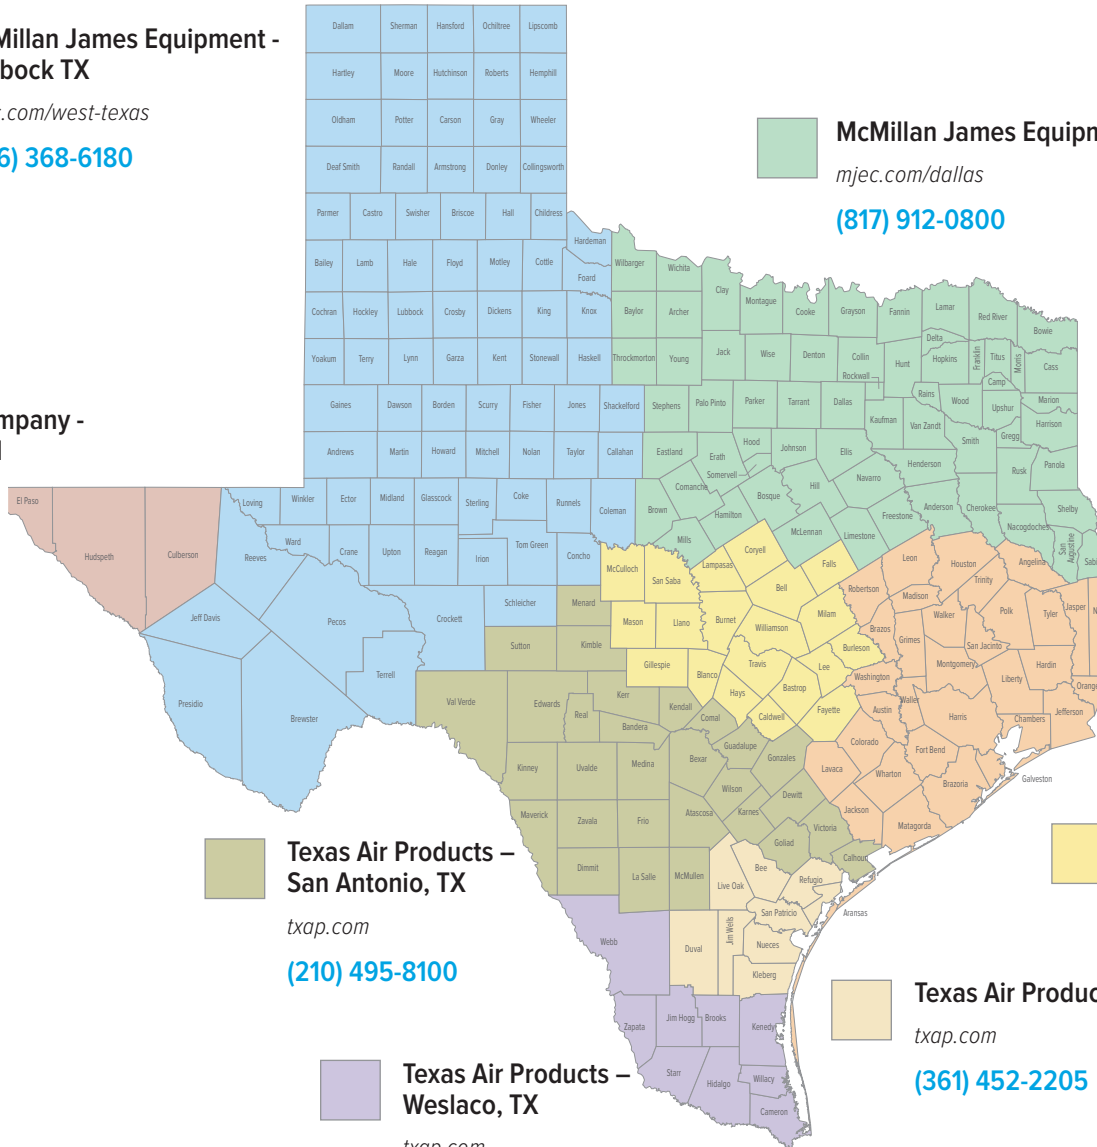 Millan James Equipment -
bock TX
.com/west-texas
6) 368-6180
McMillan James Equipm
mjec.com/dallas
(817) 912-0800
mpany -
Texas Air Products –
San Antonio, TX
txap.com
(210) 495-8100
Texas Air Produc
txap.com
(361) 452-2205
Texas Air Products –
Weslaco, TX
txap.com
Dallam Sherman Hansford Ochiltree Lipscomb
Hartley Moore Hutchinson Roberts Hemphill
Oldham Potter Carson Gray Wheeler
Deaf Smith Randall Armstrong Donley Collingsworth
Parmer Castro Swisher Briscoe Hall Childress
Hardeman
Bailey Lamb Hale Floyd Motley Cottle
Foard
Wilbarger Wichita
Clay Montague Cooke Grayson Fannin Lamar Red River Bowie
Cochran Hockley Lubbock Crosby Dickens King Knox Baylor Archer
Delta
Yoakum Terry Lynn Garza Kent Stonewall Haskell Throckmorton Young Jack Wise Denton Collin Hunt Hopkins Franklin Titus Morris Cass
Rockwall
Camp
Gaines Dawson Borden Scurry Fisher Jones Shackelford Stephens Palo Pinto Parker Tarrant Dallas Kaufman Rains Wood Upshur Marion
Van Zandt Harrison
Andrews Martin Howard Mitchell Nolan Taylor Callahan Eastland Erath Hood Johnson Ellis Smith Gregg
Somervell Navarro Henderson Rusk Panola
El Paso Hudspeth Culberson
Loving Winkler Ector Midland Glasscock Sterling Coke Runnels Coleman Brown Comanche Hamilton Bosque Hill Freestone Anderson Cherokee Nacogdoches Shelby
San Augustine
Sabi
Reeves Ward Crane Upton Reagan Irion Tom Green Concho McCulloch San Saba Mills Lampasas Coryell McLennan Limestone Falls Leon Houston Angelina
Jeff Davis Pecos Crockett Schleicher Menard Mason Llano Burnet Bell Williamson Milam Robertson Madison Trinity Walker Polk Tyler Jasper N
Presidio Brewster Terrell Sutton Kimble Gillespie Blanco Travis Lee Burleson Brazos Grimes San Jacinto Montgomery Liberty Hardin Orange
Val Verde Edwards Real Kerr Bandera Kendall Comal Hays Caldwell Bastrop Fayette Washington Austin Waller Harris Chambers Jefferson
Kinney Uvalde Medina Bexar Guadalupe Gonzales Lavaca Colorado Wharton Fort Bend Brazoria Galveston
Maverick Zavala Frio Atascosa Wilson Karnes Dewitt Victoria Jackson Matagorda
Dimmit La Salle McMullen Live Oak Bee Goliad Refugio Calhoun
Aransas
Webb Duval Jim Wells San Patricio Nueces Kleberg
Zapata Jim Hogg Brooks Kenedy
Starr Hidalgo Willacy
Cameron